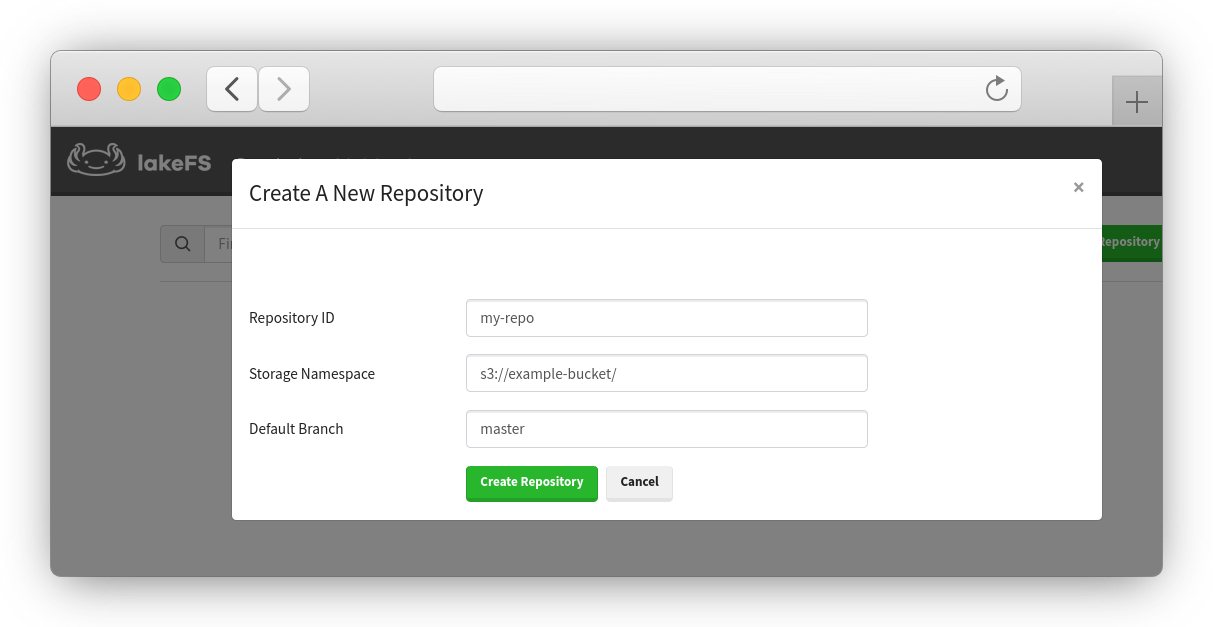 lakeFS
Create A New Repository
×
Repository
Repository ID
my-repo
Storage Namespace
s3://example-bucket/
Default Branch
master
Create Repository
Cancel